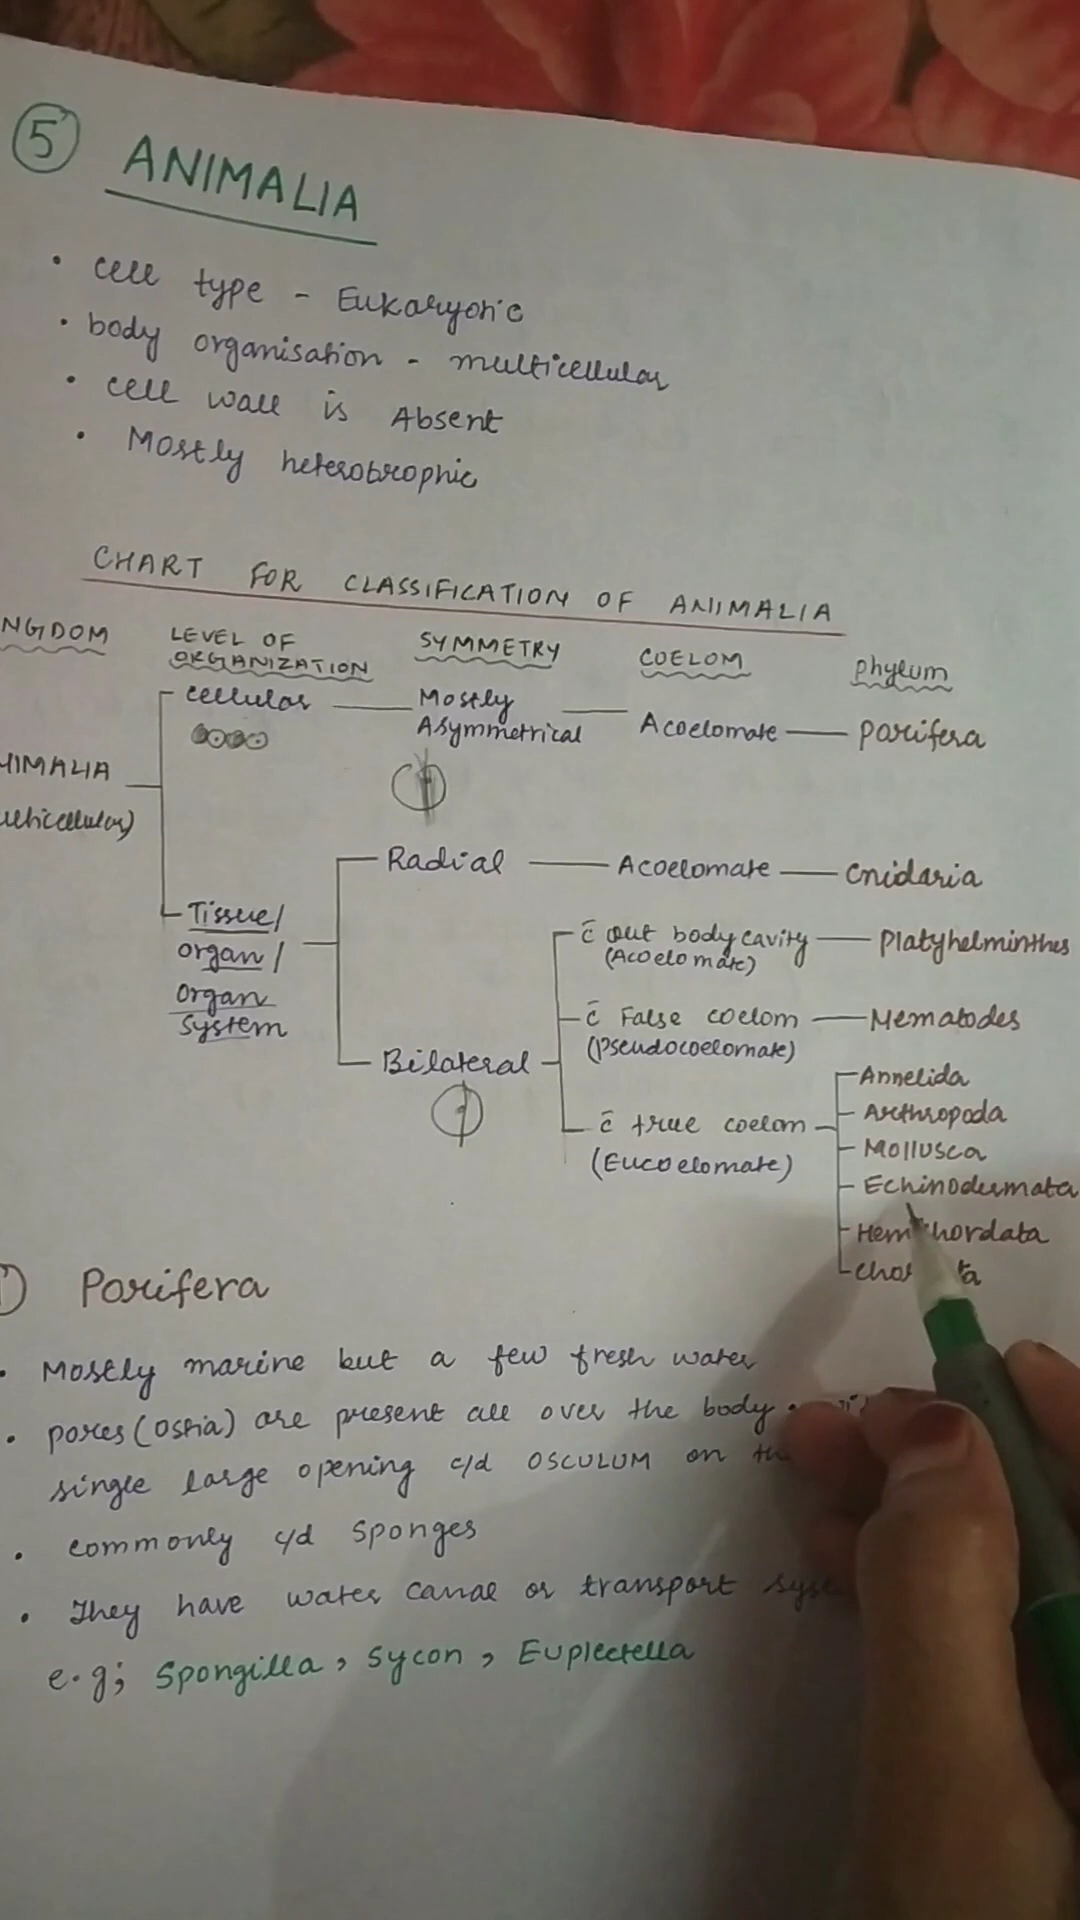 5 ANIMALIA
• cell type - Eukaryotic
• body organisation - multicellular
• cell wall is Absent
• Mostly heterotrophic
CHART FOR CLASSIFICATION OF ANIMALIA
NGDOM LEVEL OF ORGANIZATION SYMMETRY COELOM Phylum
cellular Mostly Asymmetrical Acoelomate Porifera
NIMALIA
ulticellular)
Radial Acoelomate Cnidaria
Tissue/
organ/
organ
system
c̄ out body cavity Platyhelminthes
(Acoelomate)
c̄ False coelom Nematodes
(Pseudocoelomate)
Bilateral
Annelida
Arthropoda
c̄ true coelom Mollusca
(Eucoelomate) Echinodermata
Hemichordata
) Porifera
• Mostly marine but a few fresh water
• pores (ostia) are present all over the body.
single large opening c/d OSCULUM on
• commonly c/d sponges
• They have water canal or transport
e.g; Spongilla, Sycon, Euplectella